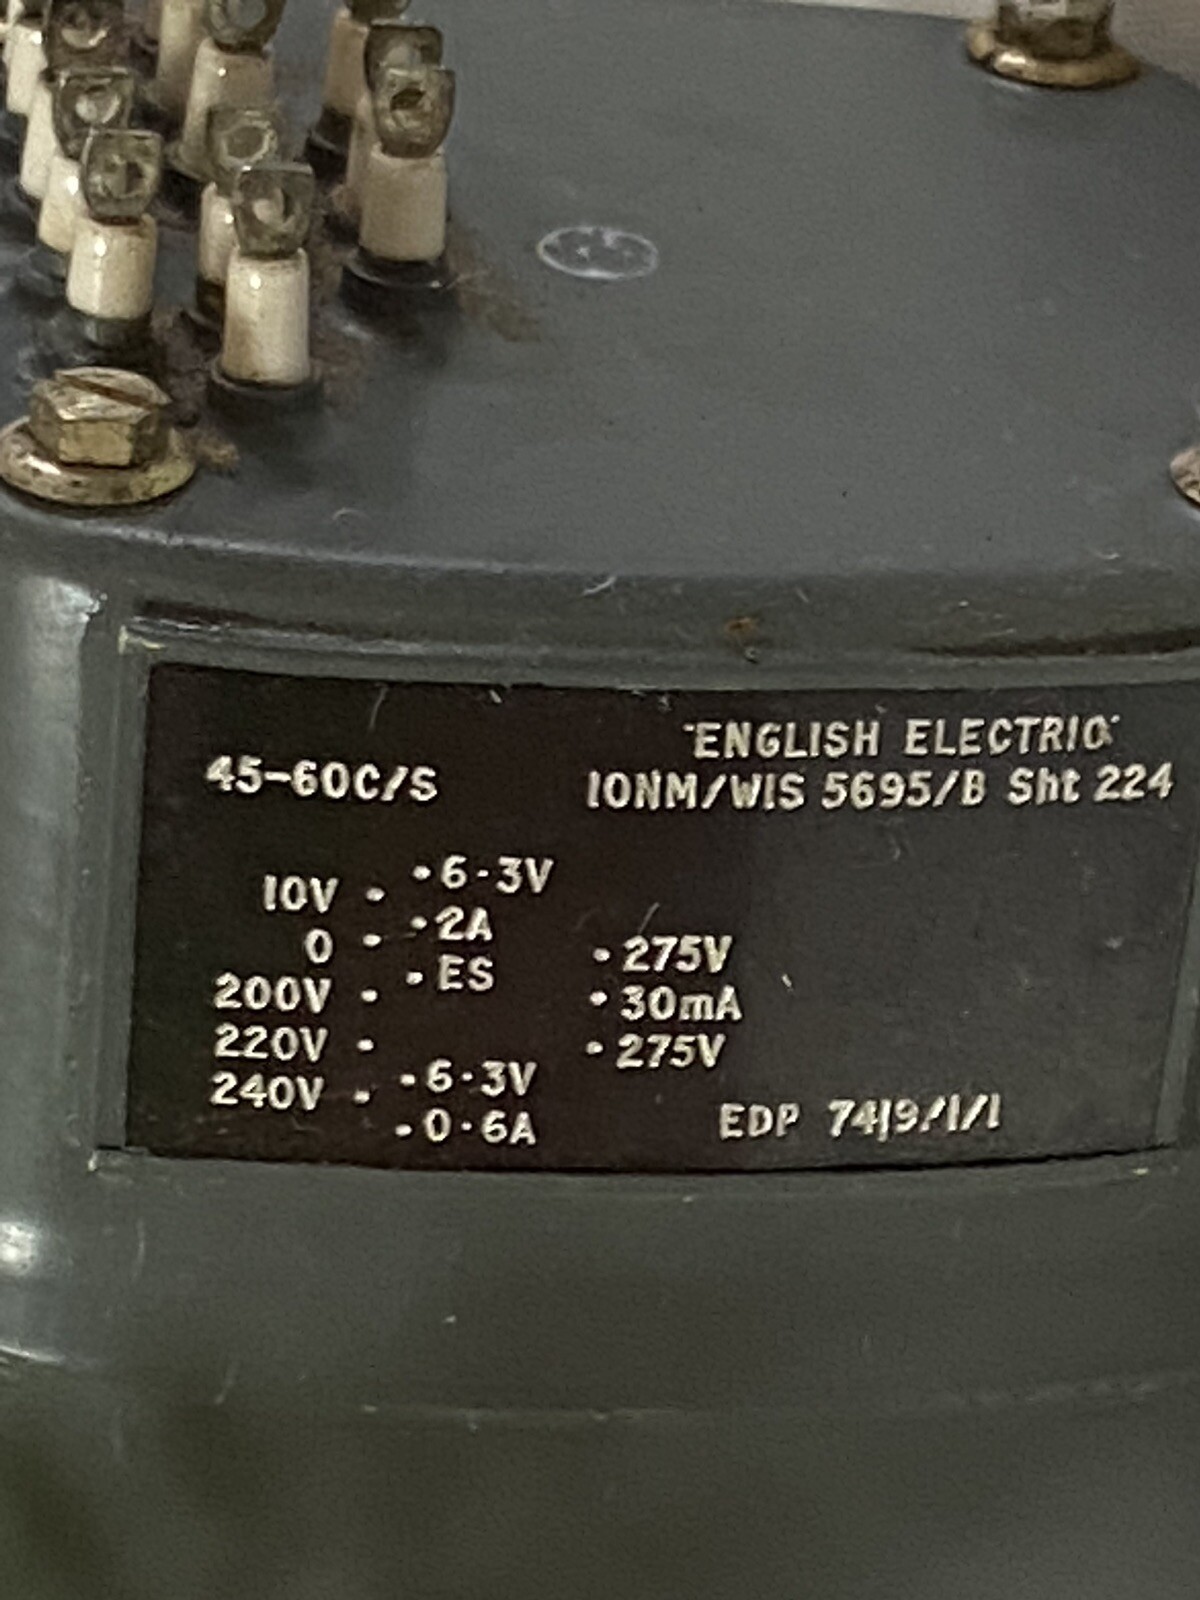 "ENGLISH ELECTRIC"
45-60C/S
IONM/WIS 5695/B Sht 224
10V · · 6·3V
0 · · 2A
200V · · ES
220V ·
240V · · 6·3V
· 0·6A
· 275V
· 30mA
· 275V
EDP 74|9/1/1